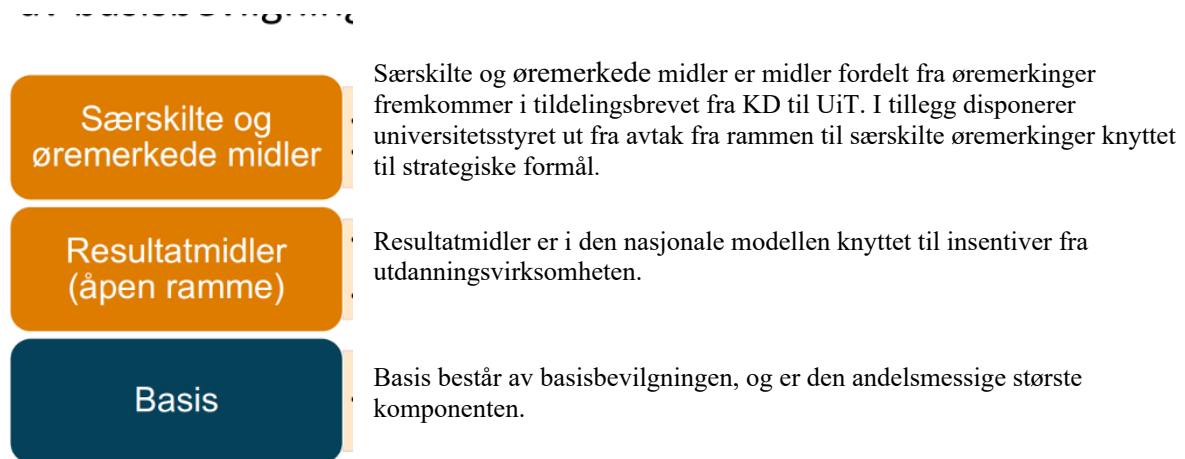 Særskilte og
øremerkede midler
Særskilte og øremerkede midler er midler fordelt fra øremerkinger
fremkommer i tildelingsbrevet fra KD til UiT. I tillegg disponerer
universitetsstyret ut fra avtak fra rammen til særskilte øremerkinger knyttet
til strategiske formål.
Resultatmidler
(åpen ramme)
Resultatmidler er i den nasjonale modellen knyttet til insentiver fra
utdanningsvirksomheten.
Basis
Basis består av basisbevilgningen, og er den andelsmessige største
komponenten.